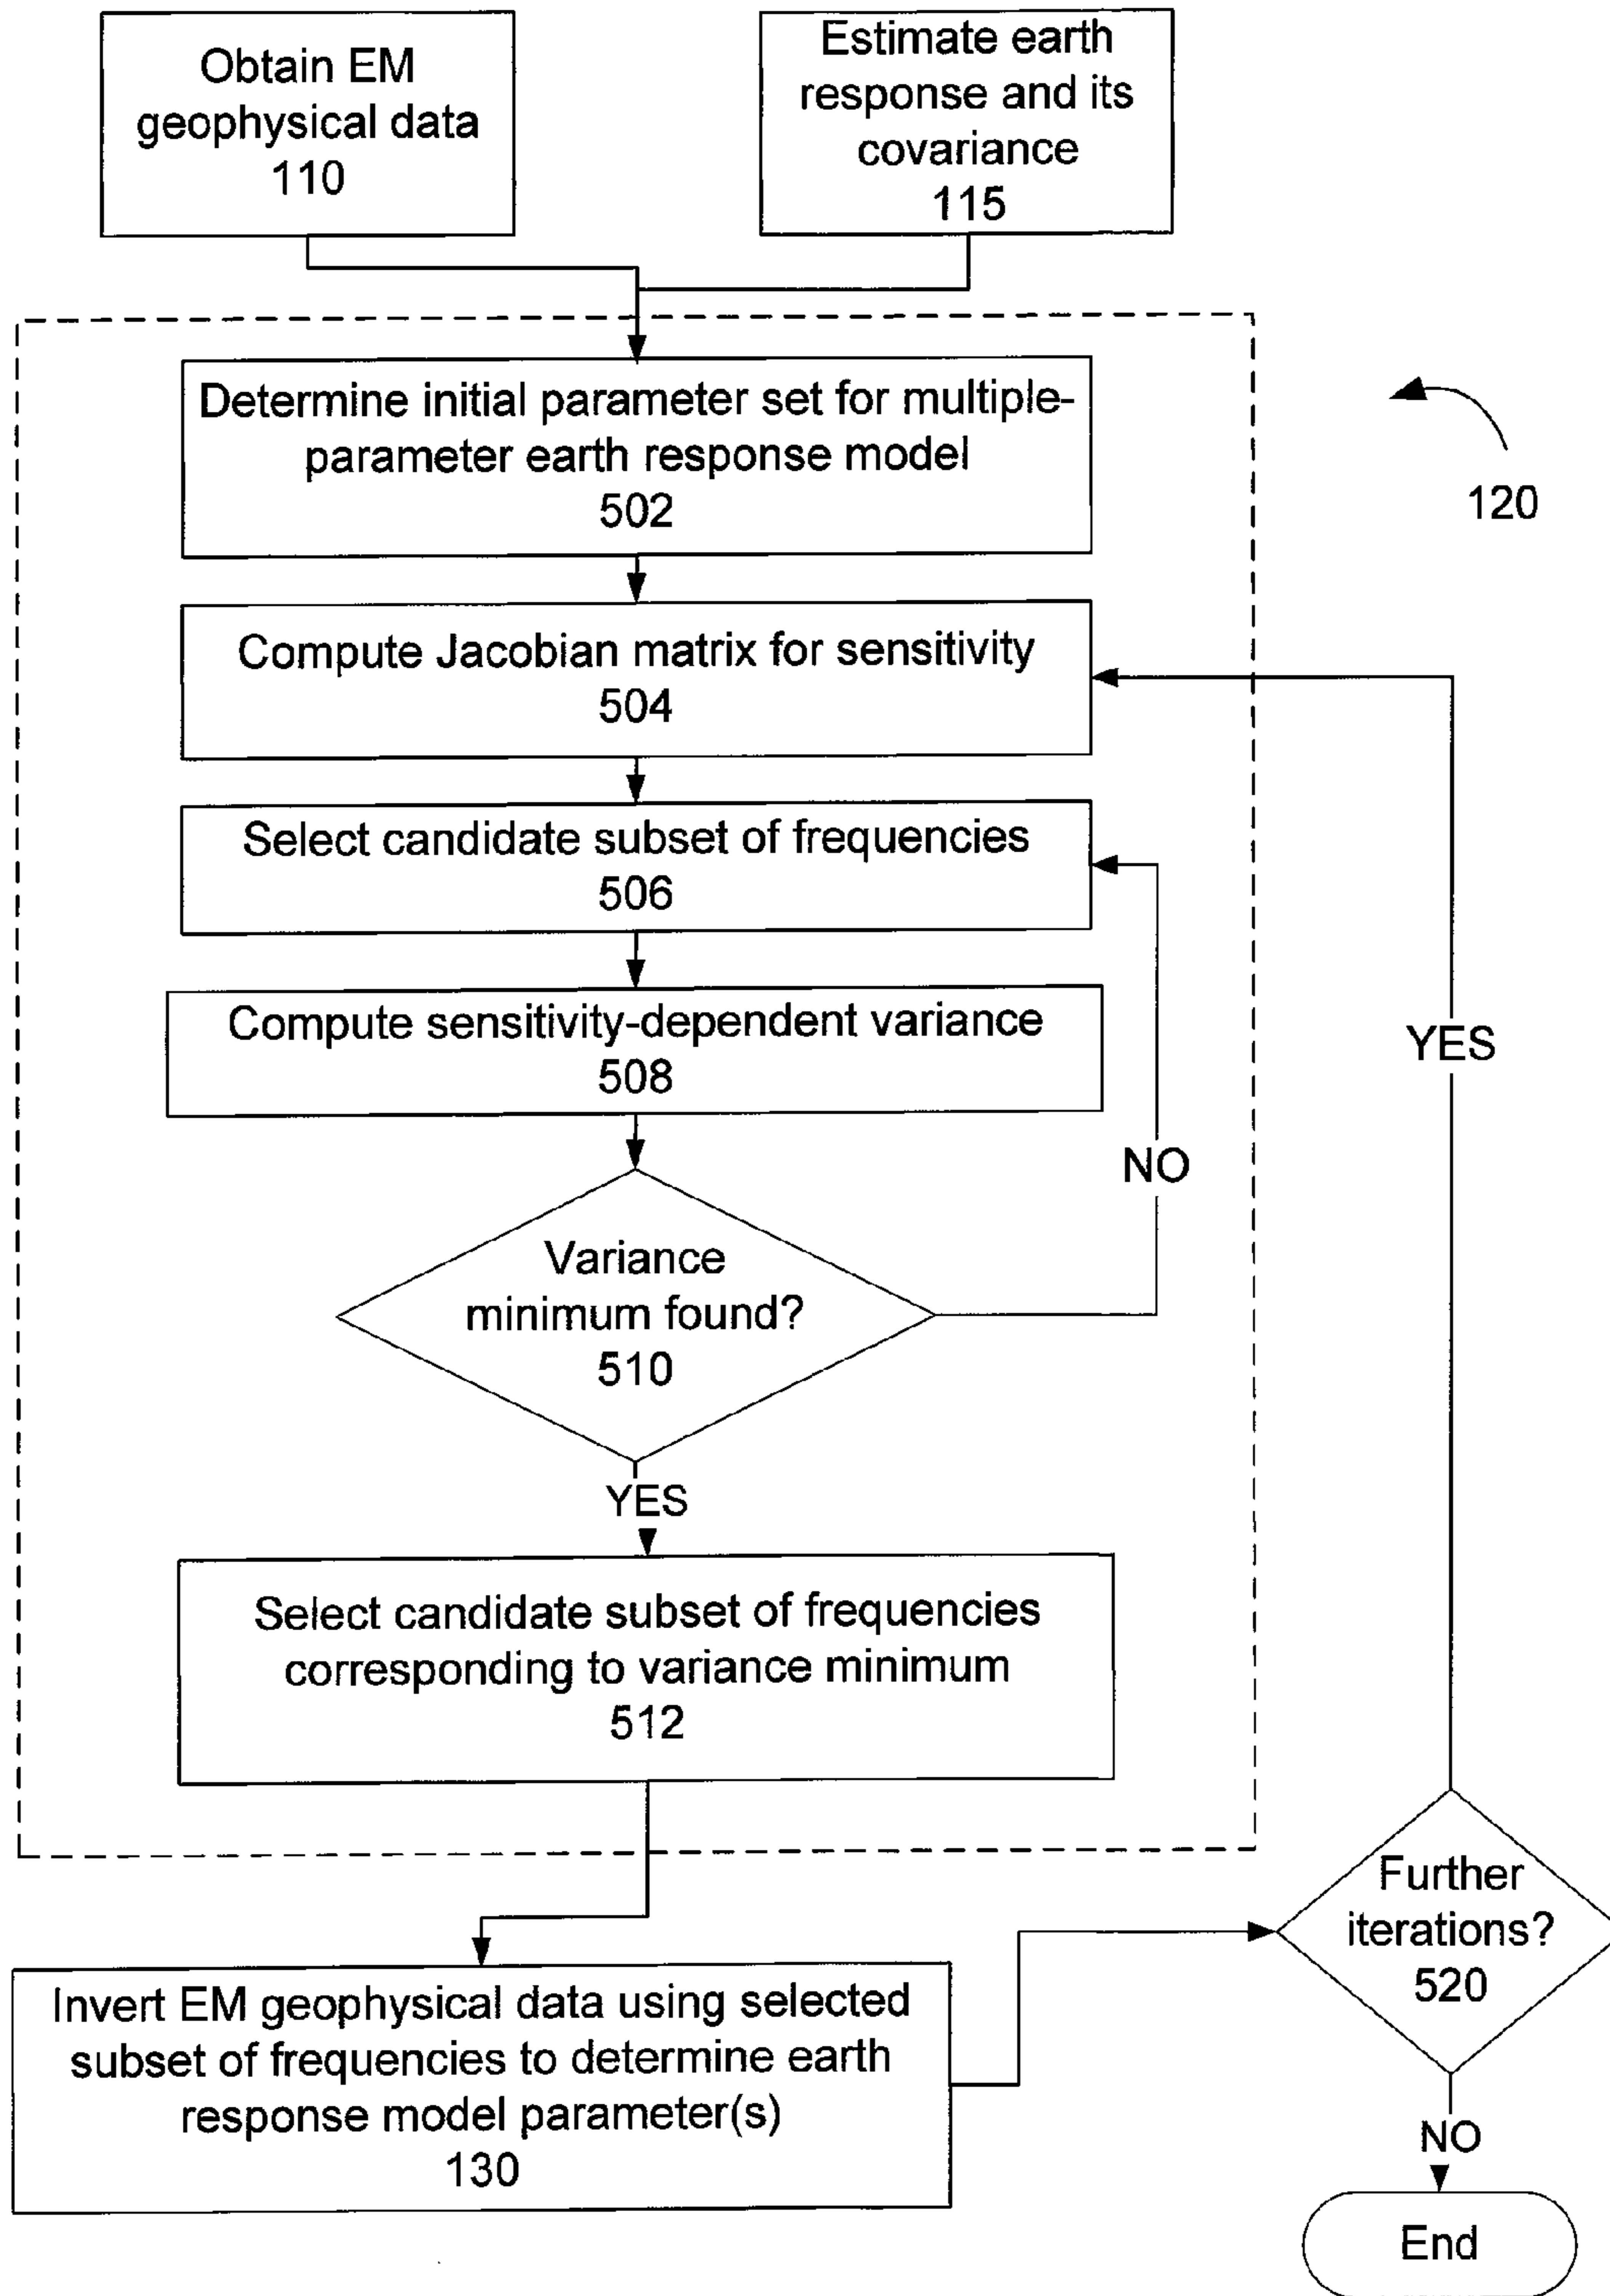 Obtain EM
geophysical data
110
Estimate earth
response and its
covariance
115
Determine initial parameter set for multiple-
parameter earth response model
502
120
Compute Jacobian matrix for sensitivity
504
Select candidate subset of frequencies
506
Compute sensitivity-dependent variance
508
YES
NO
Variance
minimum found?
510
YES
Select candidate subset of frequencies
corresponding to variance minimum
512
Further
iterations?
520
Invert EM geophysical data using selected
subset of frequencies to determine earth
response model parameter(s)
130
NO
End